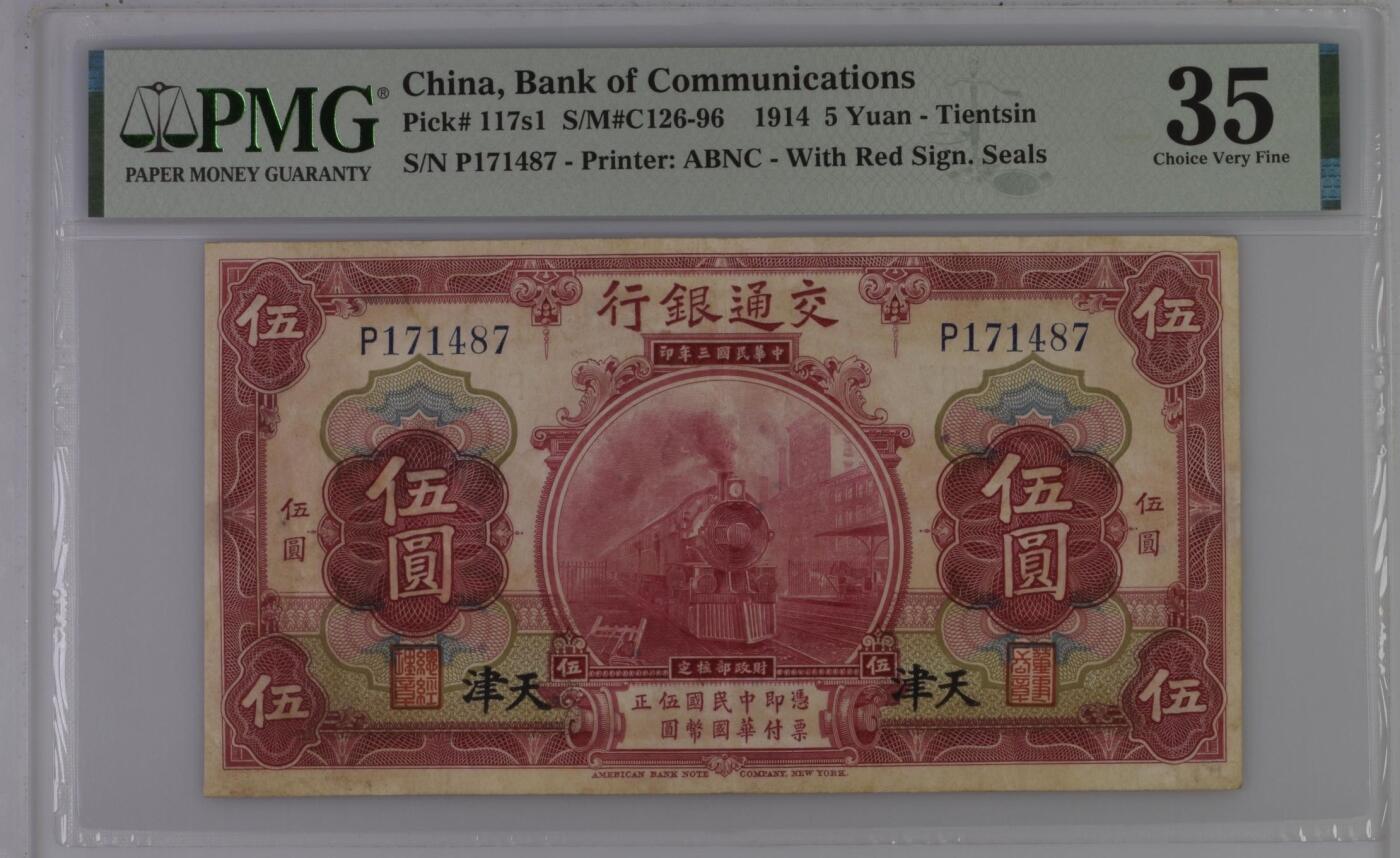 PMG®
PAPER MONEY GUARANTY
China, Bank of Communications
Pick# 117s1 S/M#C126-96 1914 5 Yuan - Tientsin
S/N P171487 - Printer: ABNC - With Red Sign. Seals
35
Choice Very Fine
行銀通交
印年三國民華中
伍
伍
P171487
P171487
伍圓
伍圓
伍圓
伍圓
津天
津天
伍
定核部政財
伍
伍
伍
正伍國民中即憑
圓幣國華付票
AMERICAN BANK NOTE COMPANY, NEW YORK.